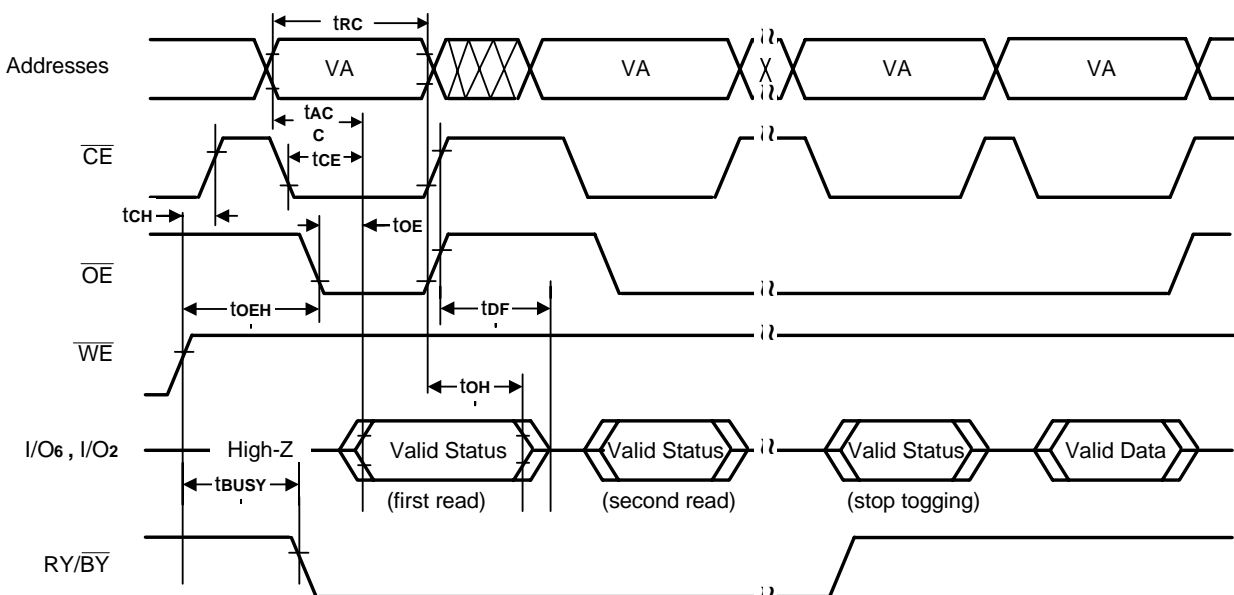 tRC
Addresses VA VA VA VA
tAC
C
CE tCE
tCH tOE
OE
tOEH tDF
WE
tOH
I/O6 , I/O2 High-Z Valid Status Valid Status Valid Status Valid Data
tBUSY (first read) (second read) (stop togging)
RY/BY